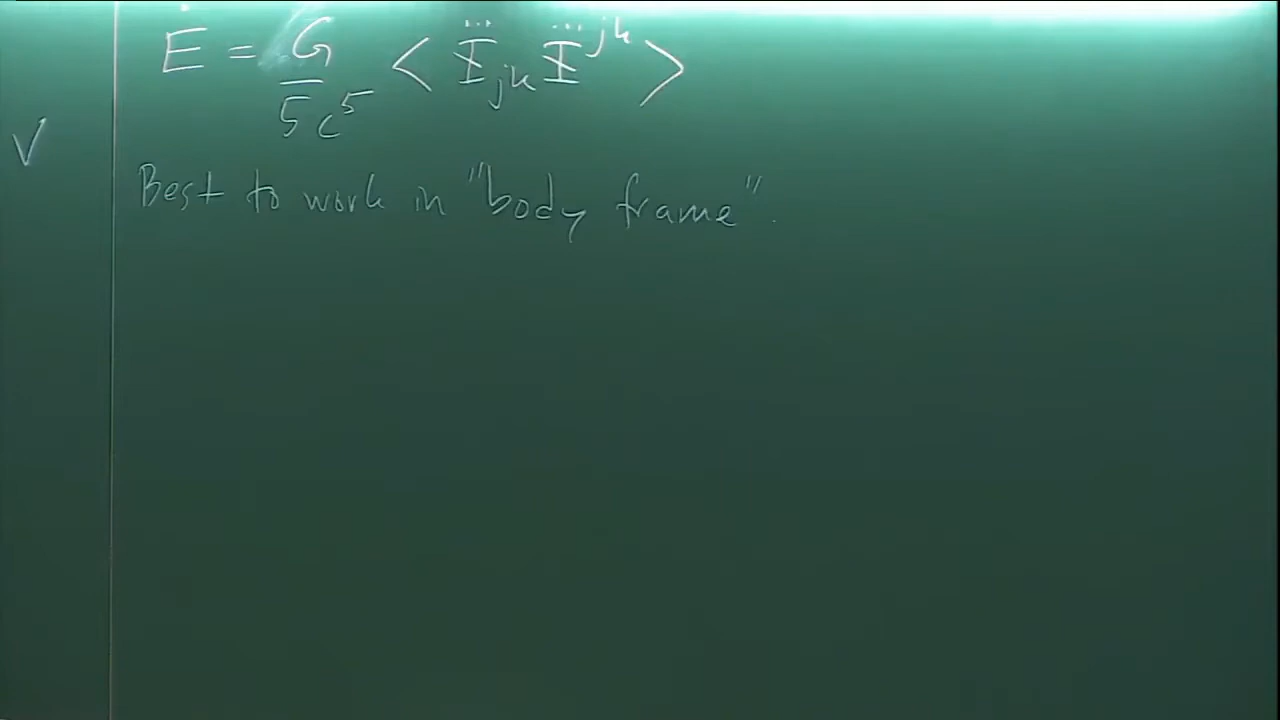 Ė = G/5c⁵ < I⃛_jk I⃛^jk >
√
Best to work in "body frame".